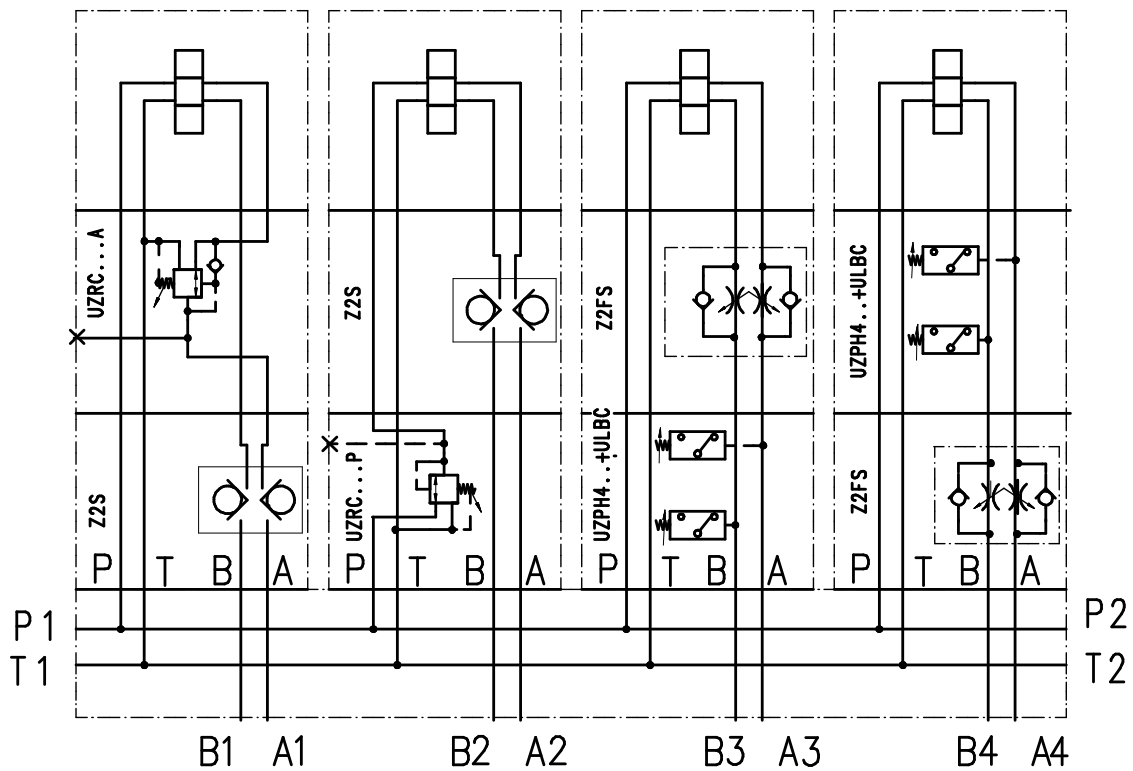 UZRC...A
Z2S
Z2FS
UZPH4..+ULBC
Z2S
UZRC...P
UZPH4..+ULBC
Z2FS
P T B A
P T B A
P T B A
P T B A
P1
P2
T1
T2
B1 A1 B2 A2 B3 A3 B4 A4